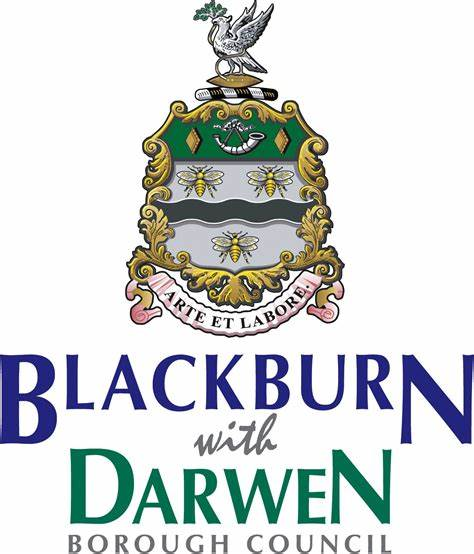 ARTE ET LABORE.
BLACKBURN
with
DARWEN
BOROUGH COUNCIL